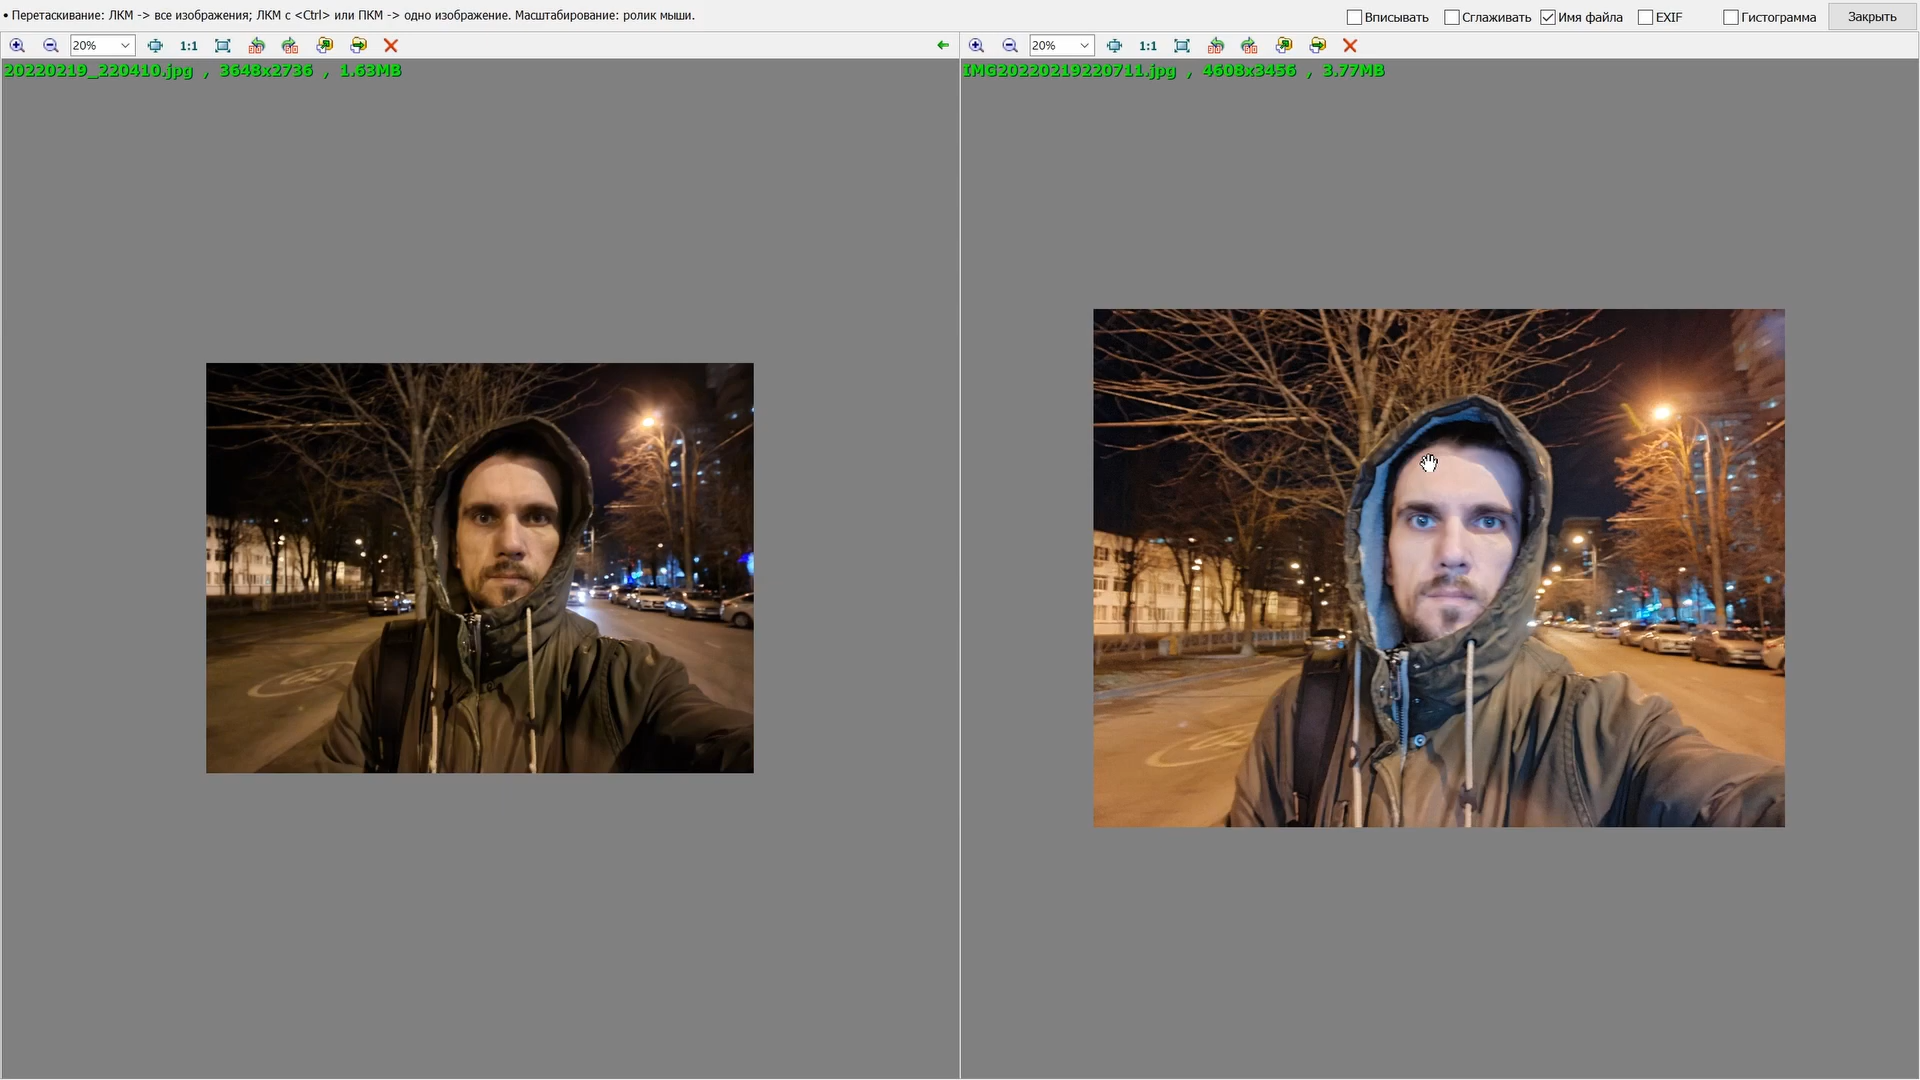 • Перетаскивание: ЛКМ -> все изображения; ЛКМ с <Ctrl> или ПКМ -> одно изображение. Масштабирование: ролик мыши.
Вписывать Сглаживать Имя файла EXIF Гистограмма Закрыть
20% 1:1 20% 1:1
20220219_220410.jpg , 3648x2736 , 1.63MB
IMG20220219220711.jpg , 4608x3456 , 3.77MB